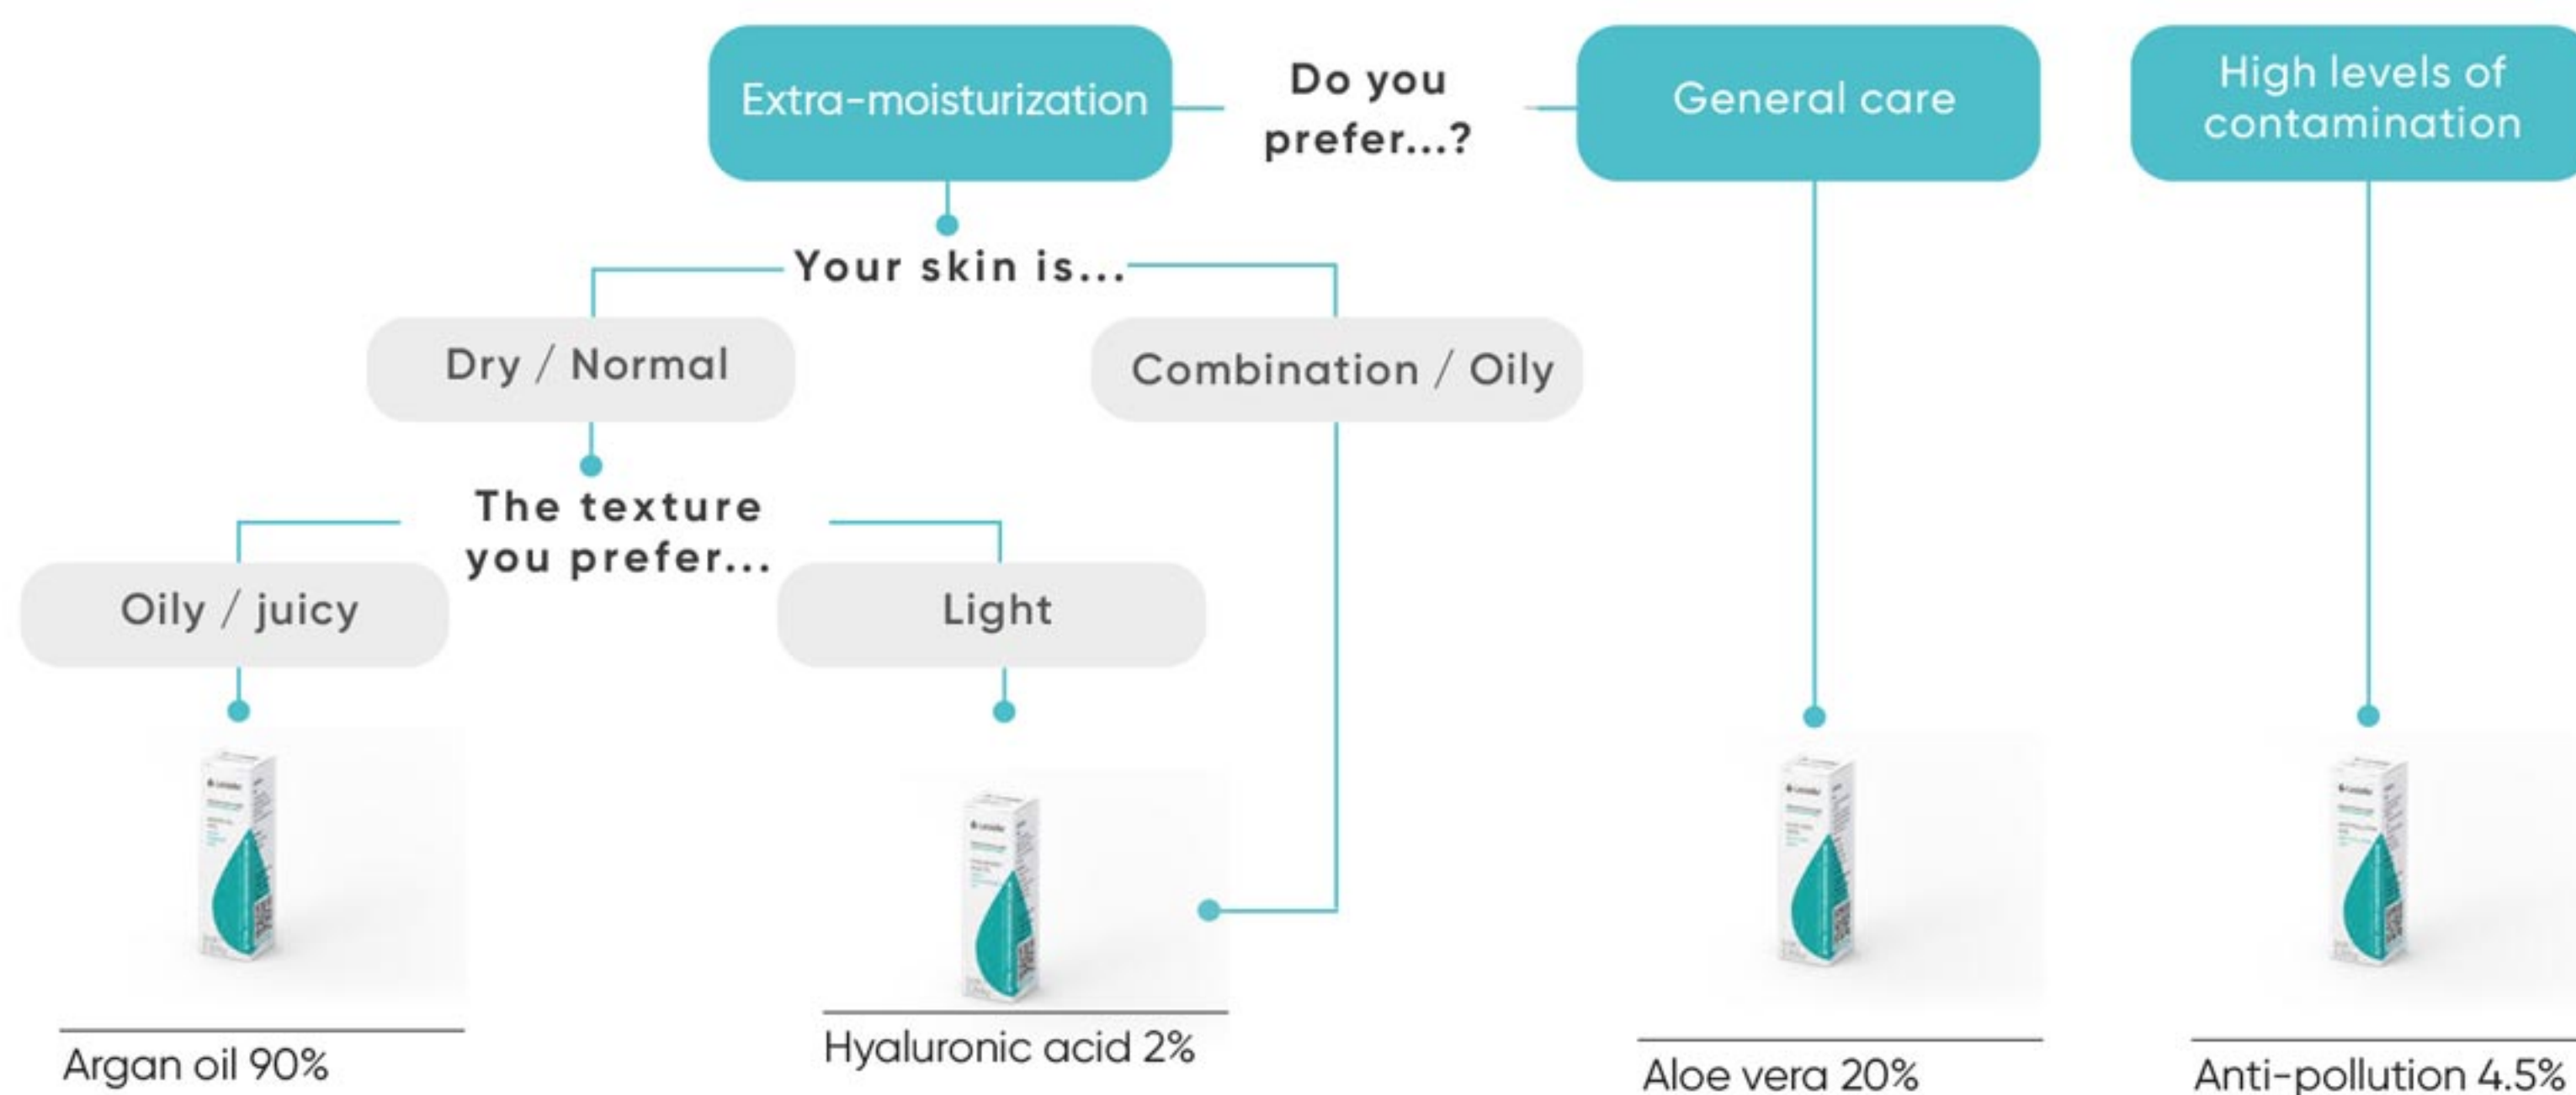 Extra-moisturization
Do you
prefer...?
General care
High levels of
contamination
Your skin is...
Dry / Normal
Combination / Oily
The texture
you prefer...
Oily / juicy
Light
Argan oil 90%
Hyaluronic acid 2%
Aloe vera 20%
Anti-pollution 4.5%